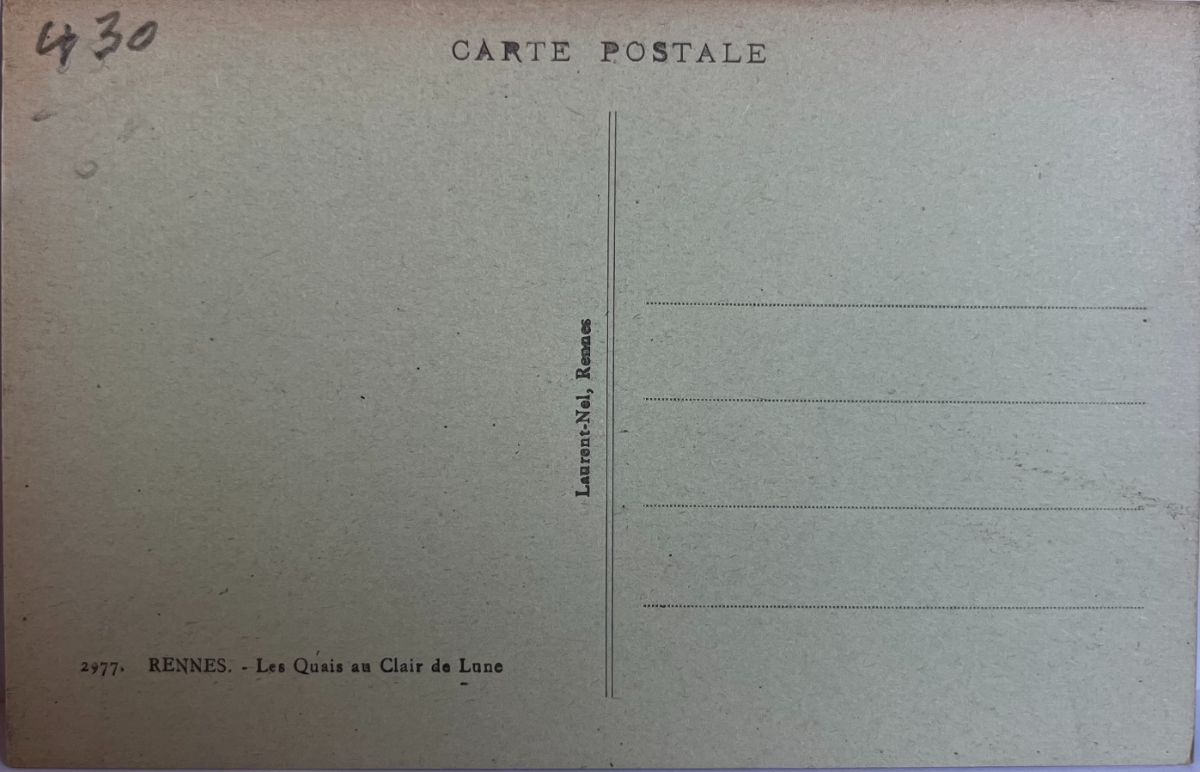 430
CARTE POSTALE
Laurent-Nel, Rennes
2977. RENNES. - Les Quais au Clair de Lune